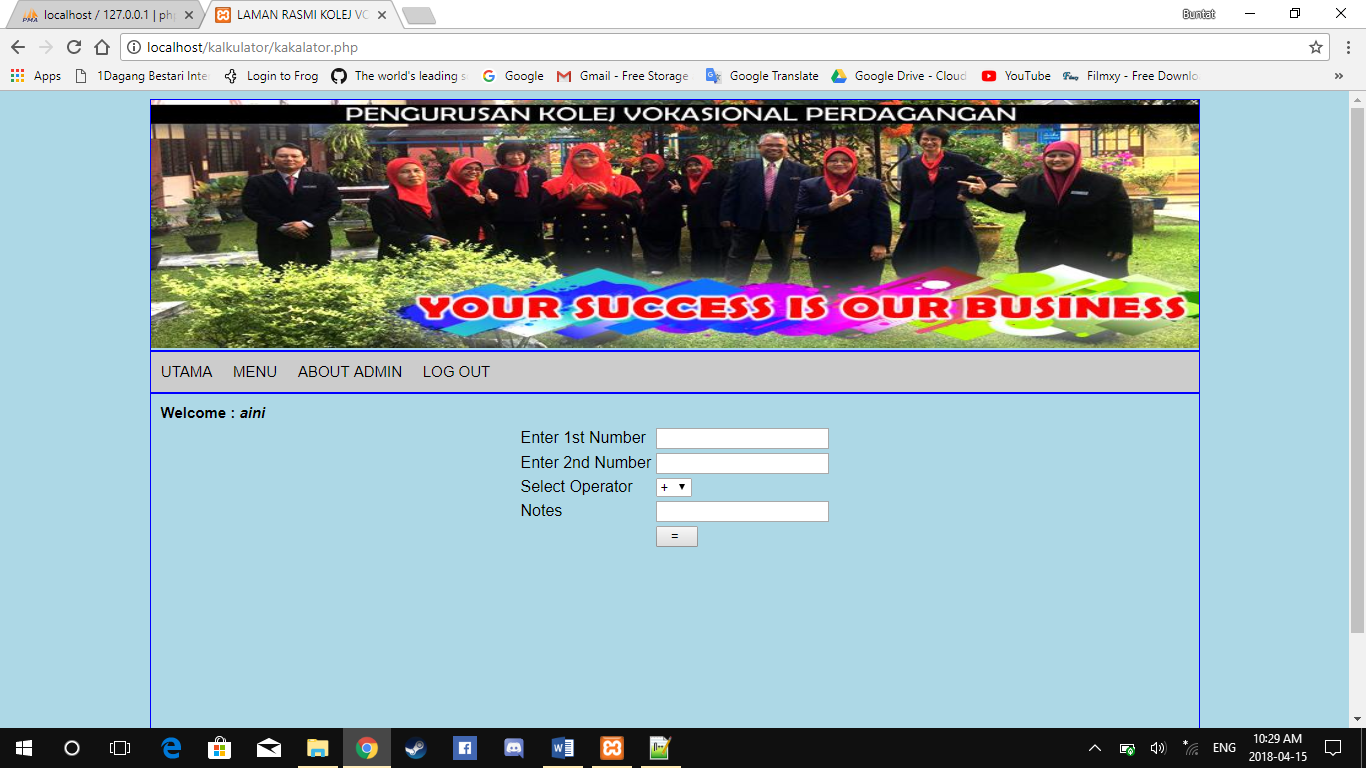 localhost / 127.0.0.1 | ph
LAMAN RASMI KOLEJ VO
Buntat
localhost/kalkulator/kakalator.php
Apps
1Dagang Bestari Inte
Login to Frog
The world's leading s
Google
Gmail - Free Storage
Google Translate
Google Drive - Cloud
YouTube
Filmxy - Free Downlo
»
PENGURUSAN KOLEJ VOKASIONAL PERDAGANGAN
YOUR SUCCESS IS OUR BUSINESS
UTAMA MENU ABOUT ADMIN LOG OUT
Welcome : aini
Enter 1st Number
Enter 2nd Number
Select Operator +
Notes
=
ENG
10:29 AM
2018-04-15